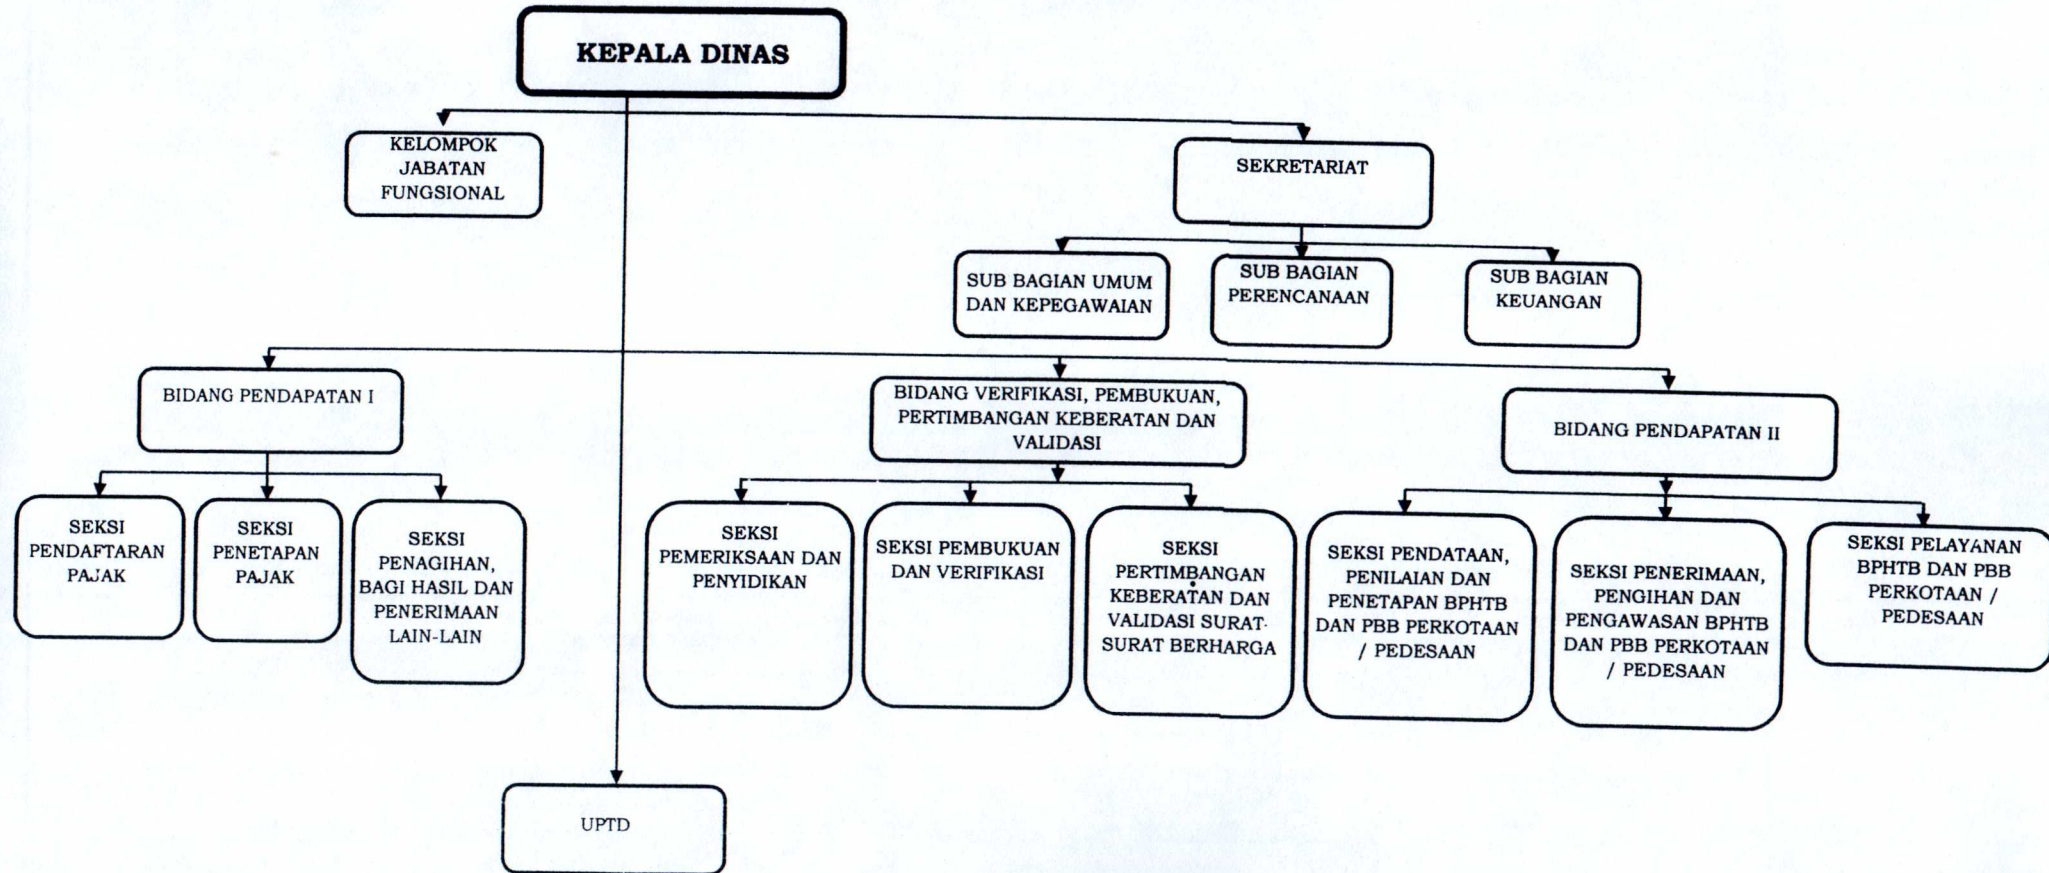 KEPALA DINAS
KELOMPOK
JABATAN
FUNGSIONAL
SEKRETARIAT
SUB BAGIAN UMUM
DAN KEPEGAWAIAN
SUB BAGIAN
PERENCANAAN
SUB BAGIAN
KEUANGAN
BIDANG PENDAPATAN I
BIDANG VERIFIKASI, PEMBUKUAN,
PERTIMBANGAN KEBERATAN DAN
VALIDASI
BIDANG PENDAPATAN II
SEKSI
PENDAFTARAN
PAJAK
SEKSI
PENETAPAN
PAJAK
SEKSI
PENAGIHAN,
BAGI HASIL DAN
PENERIMAAN
LAIN-LAIN
SEKSI
PEMERIKSAAN DAN
PENYIDIKAN
SEKSI PEMBUKUAN
DAN VERIFIKASI
SEKSI
PERTIMBANGAN
KEBERATAN DAN
VALIDASI SURAT-
SURAT BERHARGA
SEKSI PENDATAAN,
PENILAIAN DAN
PENETAPAN BPHTB
DAN PBB PERKOTAAN
/ PEDESAAN
SEKSI PENERIMAAN,
PENGIHAN DAN
PENGAWASAN BPHTB
DAN PBB PERKOTAAN
/ PEDESAAN
SEKSI PELAYANAN
BPHTB DAN PBB
PERKOTAAN /
PEDESAAN
UPTD